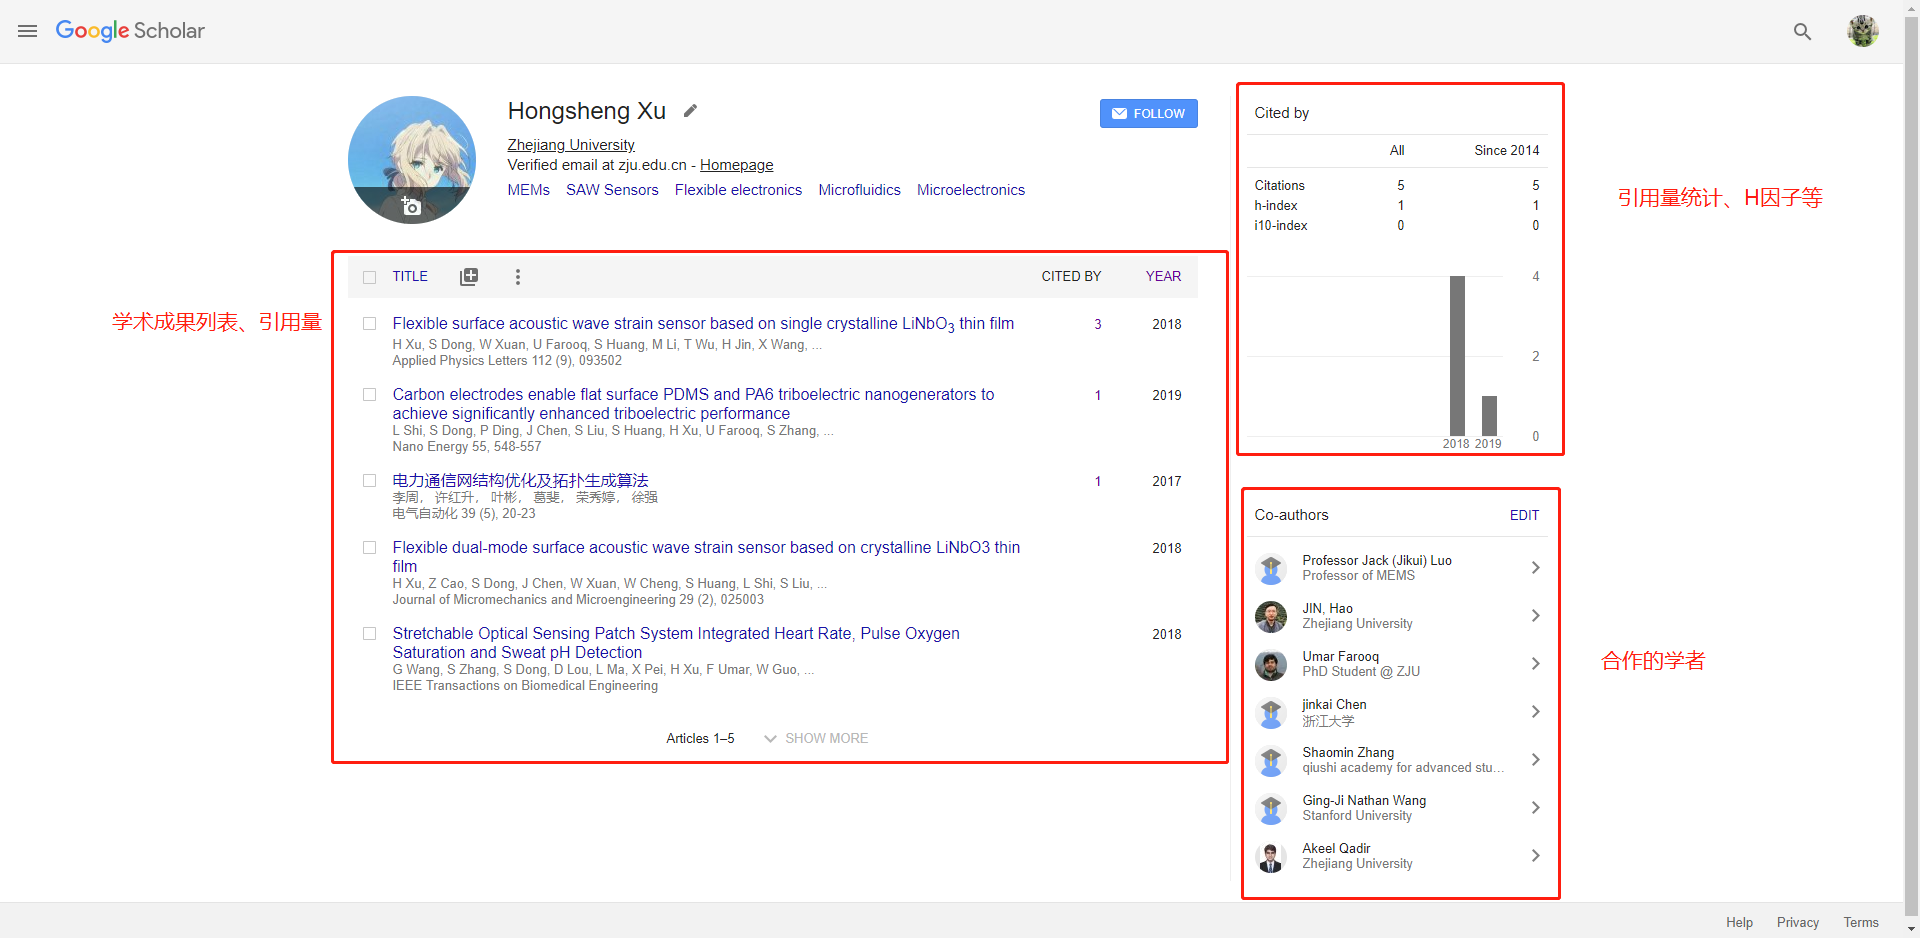 Google Scholar
Hongsheng Xu
FOLLOW
Zhejiang University
Verified email at zju.edu.cn - Homepage
MEMs SAW Sensors Flexible electronics Microfluidics Microelectronics
学术成果列表、引用量
TITLE CITED BY YEAR
Flexible surface acoustic wave strain sensor based on single crystalline LiNbO3 thin film 3 2018
H Xu, S Dong, W Xuan, U Farooq, S Huang, M Li, T Wu, H Jin, X Wang, ...
Applied Physics Letters 112 (9), 093502
Carbon electrodes enable flat surface PDMS and PA6 triboelectric nanogenerators to 1 2019
achieve significantly enhanced triboelectric performance
L Shi, S Dong, P Ding, J Chen, S Liu, S Huang, H Xu, U Farooq, S Zhang, ...
Nano Energy 55, 548-557
电力通信网结构优化及拓扑生成算法 1 2017
李周， 许红升， 叶彬， 葛斐， 荣秀婷， 徐强
电气自动化 39 (5), 20-23
Flexible dual-mode surface acoustic wave strain sensor based on crystalline LiNbO3 thin 2018
film
H Xu, Z Cao, S Dong, J Chen, W Xuan, W Cheng, S Huang, L Shi, S Liu, ...
Journal of Micromechanics and Microengineering 29 (2), 025003
Stretchable Optical Sensing Patch System Integrated Heart Rate, Pulse Oxygen 2018
Saturation and Sweat pH Detection
G Wang, S Zhang, S Dong, D Lou, L Ma, X Pei, H Xu, F Umar, W Guo, ...
IEEE Transactions on Biomedical Engineering
Articles 1–5 SHOW MORE
Cited by
All Since 2014
Citations 5 5
h-index 1 1
i10-index 0 0
4
2
0
2018 2019
引用量统计、H因子等
Co-authors EDIT
Professor Jack (Jikui) Luo
Professor of MEMS
JIN, Hao
Zhejiang University
Umar Farooq
PhD Student @ ZJU
jinkai Chen
浙江大学
Shaomin Zhang
qiushi academy for advanced stu…
Ging-Ji Nathan Wang
Stanford University
Akeel Qadir
Zhejiang University
合作的学者
Help Privacy Terms